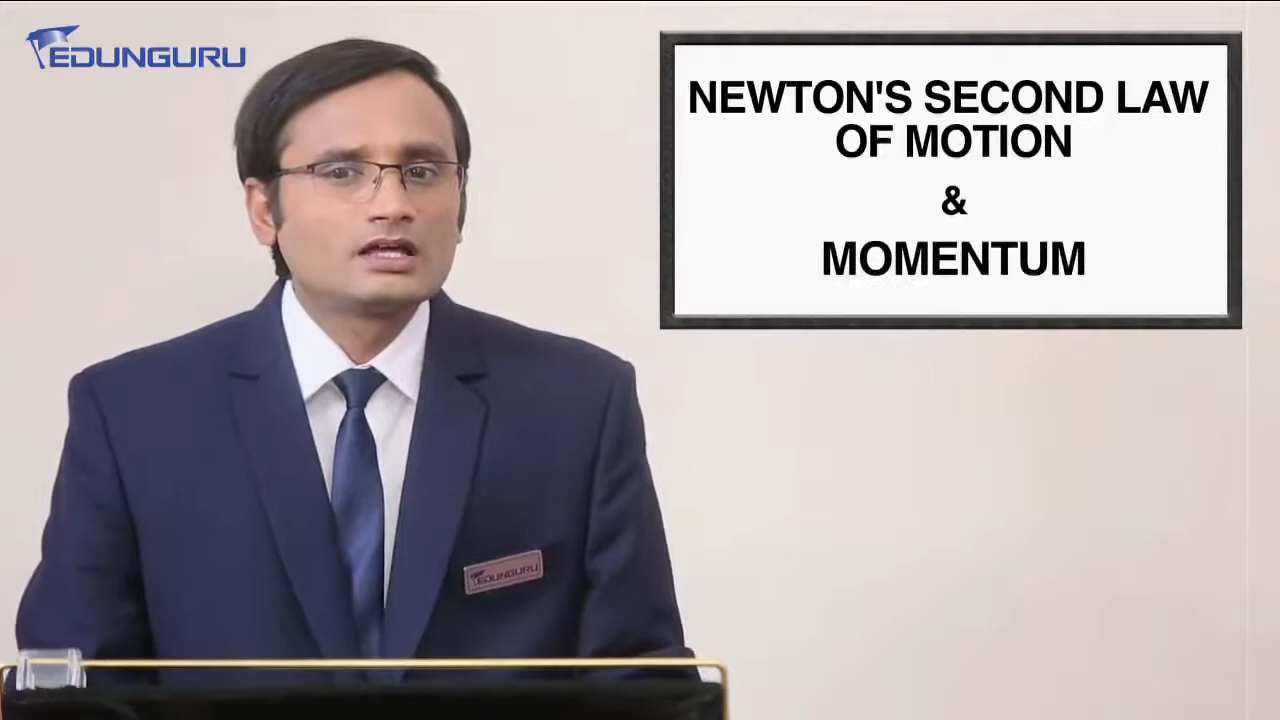 EDUNGURU
NEWTON'S SECOND LAW
OF MOTION
&
MOMENTUM
EDUNGURU